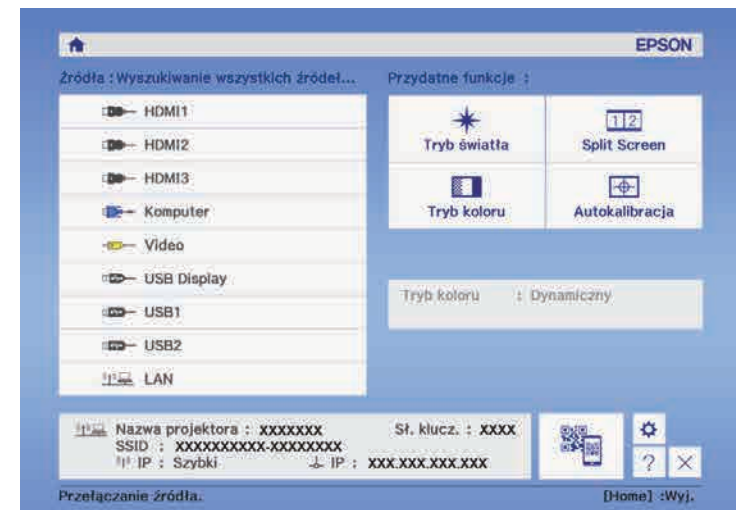 EPSON
Źródła : Wyszukiwanie wszystkich źródeł...
HDMI1
HDMI2
HDMI3
Komputer
Video
USB Display
USB1
USB2
LAN
Przydatne funkcje :
Tryb światła
1 2
Split Screen
Tryb koloru
Autokalibracja
Tryb koloru : Dynamiczny
Nazwa projektora : XXXXXXX Sł. klucz. : XXXX
SSID : XXXXXXXXXX-XXXXXXXX
IP : Szybki IP : XXX.XXX.XXX.XXX
?
Przełączanie źródła. [Home] :Wyj.